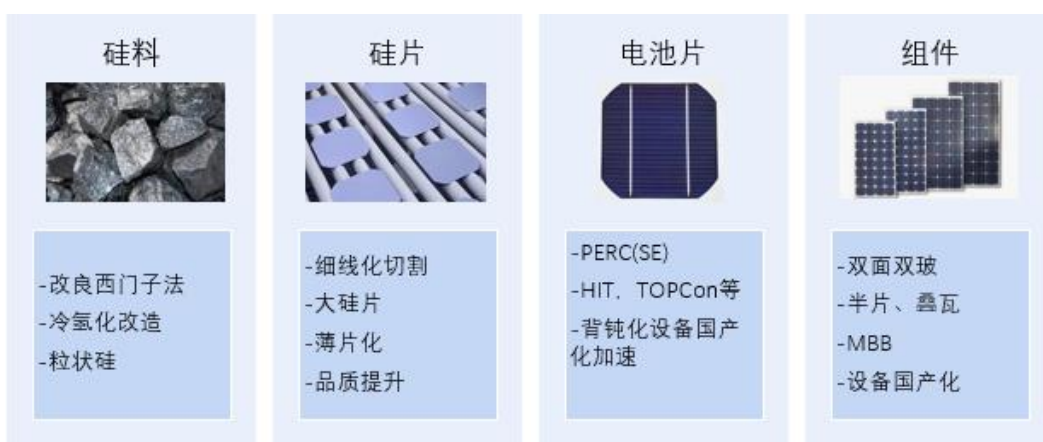 硅料
-改良西门子法
-冷氢化改造
-粒状硅
硅片
-细线化切割
-大硅片
-薄片化
-品质提升
电池片
-PERC(SE)
-HIT，TOPCon等
-背钝化设备国产
化加速
组件
-双面双玻
-半片、叠瓦
-MBB
-设备国产化